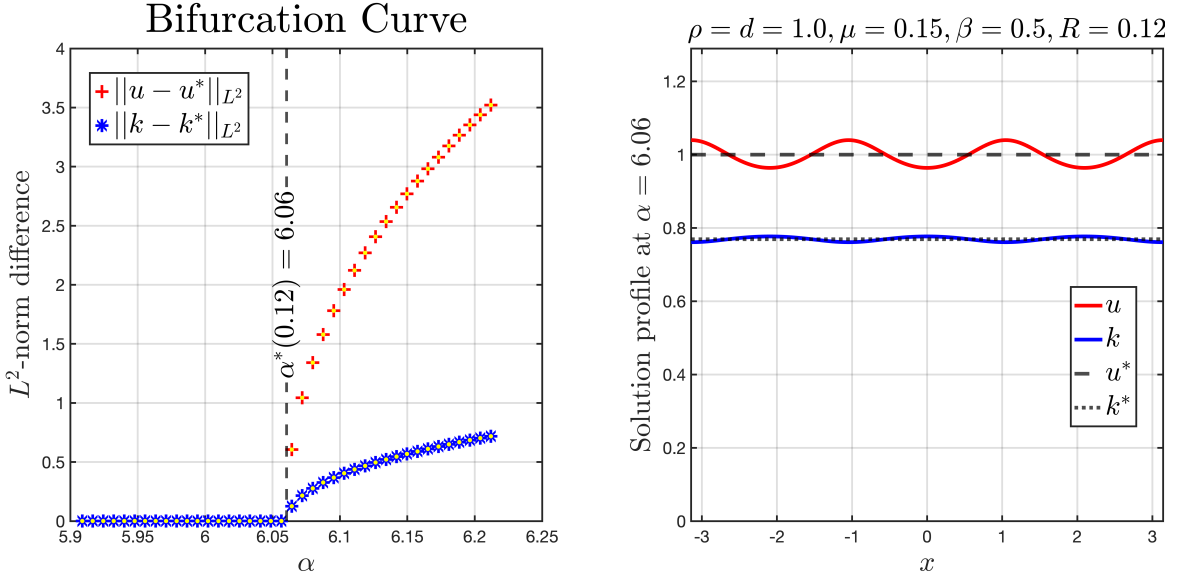 Bifurcation Curve
4
3.5
3
2.5
2
1.5
1
0.5
0
L²-norm difference
||u − u*||_{L²}
||k − k*||_{L²}
α*(0.12) = 6.06
5.9 5.95 6 6.05 6.1 6.15 6.2 6.25
α
ρ = d = 1.0, μ = 0.15, β = 0.5, R = 0.12
1.2
1
0.8
0.6
0.4
0.2
0
Solution profile at α = 6.06
u
k
u*
k*
-3 -2 -1 0 1 2 3
x